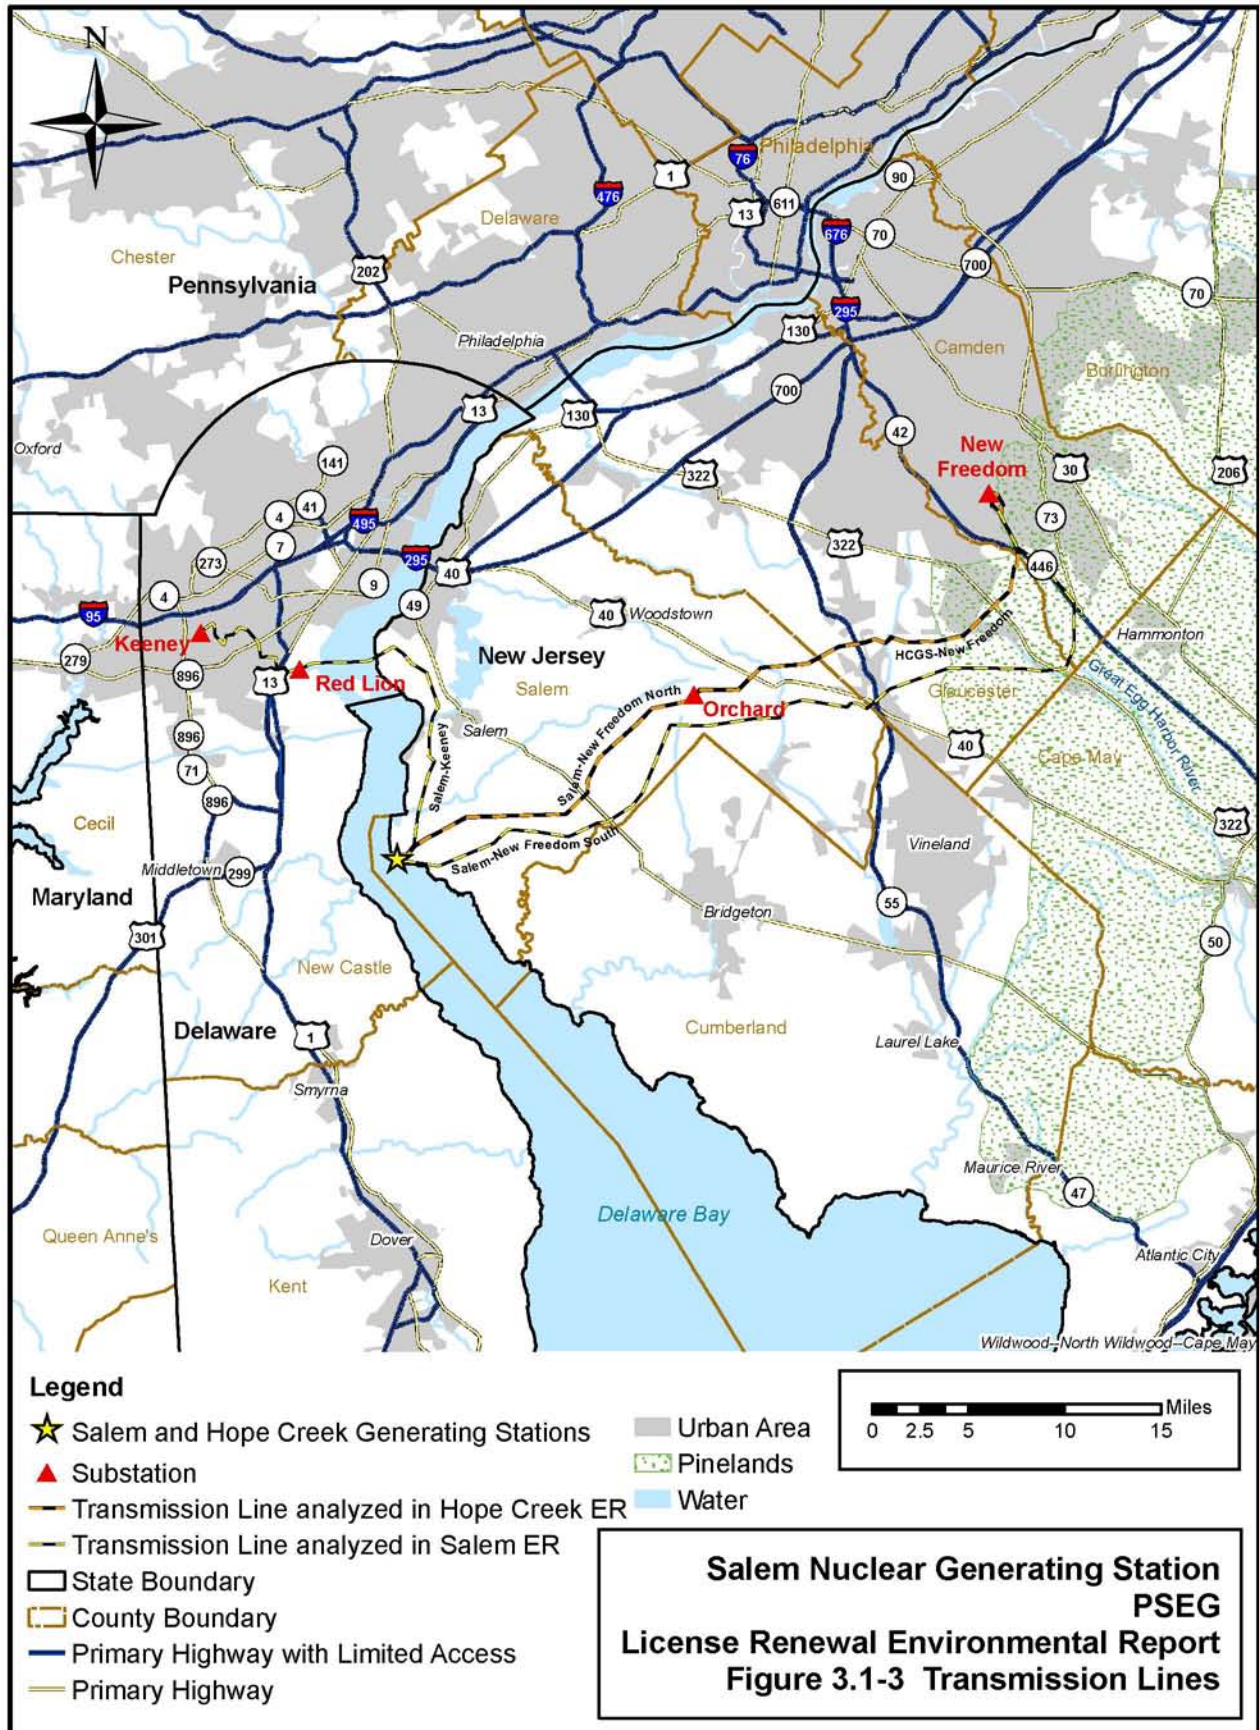 N
Philadelphia
76
1
90
476
13
611
Delaware
676
70
Chester
202
700
Pennsylvania
70
295
130
Philadelphia
Camden
Borlington
700
13
130
42
Oxford
New
Freedom
141
322
30
206
41
4
73
495
7
322
273
295
40
446
9
4
49
40
Woodstown
95
Keeney
Hammonton
HCGS-New Freedom
279
New Jersey
896
13
Red Lion
Salem
Gloucester
Great Egg Harbor River
Salem-New Freedom North
Orchard
Salem
896
Salem-Keeney
40
71
Cape May
896
Cecil
322
Salem-New Freedom South
Vineland
Middletown
299
Maryland
55
Bridgeton
301
50
New Castle
Cumberland
Delaware
1
Laurel Lake
Smyrna
Maurice River
47
Delaware Bay
Queen Anne's
Dover
Atlantic City
Kent
Wildwood--North Wildwood--Cape May
Legend
Salem and Hope Creek Generating Stations
Substation
Transmission Line analyzed in Hope Creek ER
Transmission Line analyzed in Salem ER
State Boundary
County Boundary
Primary Highway with Limited Access
Primary Highway
Urban Area
Pinelands
Water
Miles
0 2.5 5 10 15
Salem Nuclear Generating Station
PSEG
License Renewal Environmental Report
Figure 3.1-3 Transmission Lines